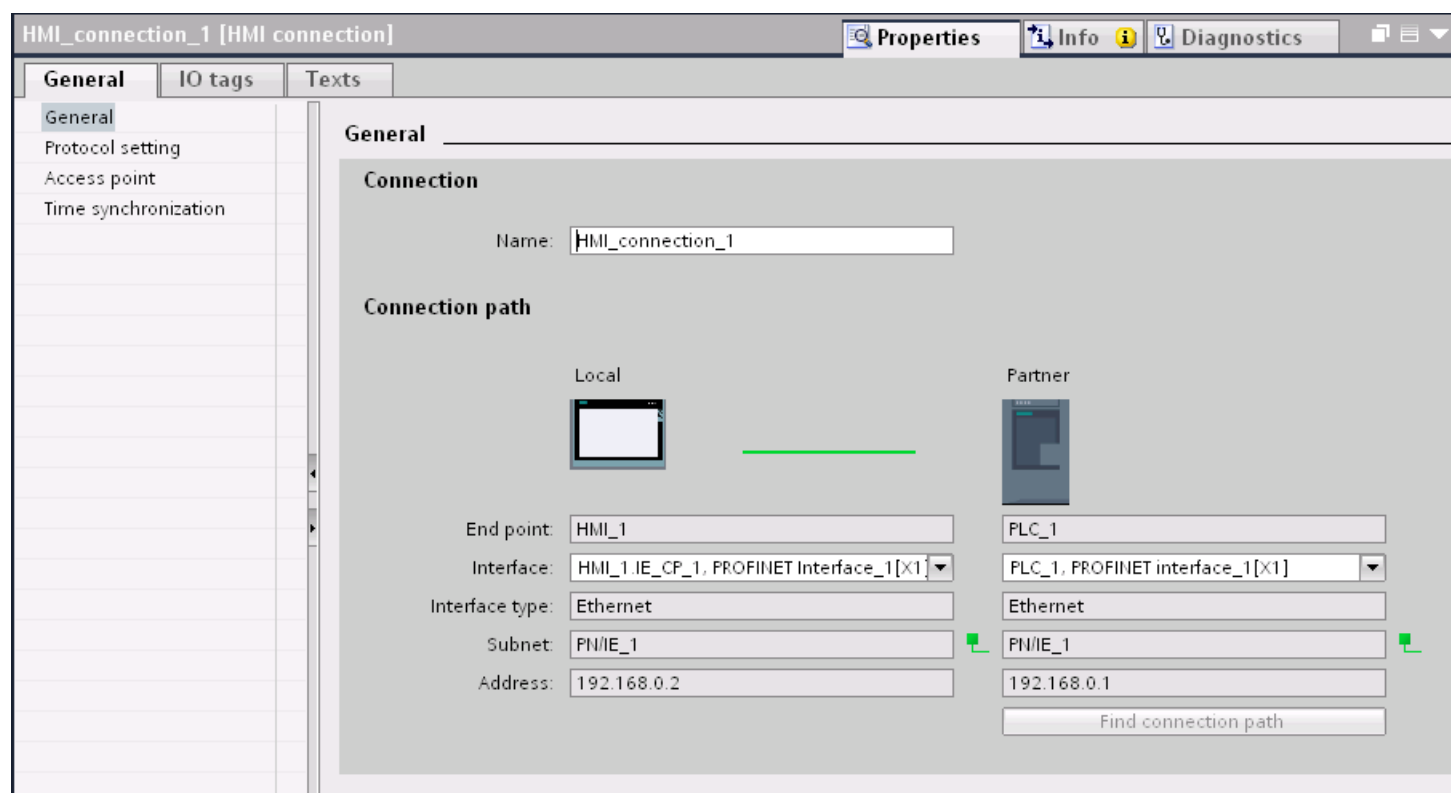 HMI_connection_1 [HMI connection]
Properties
Info
Diagnostics
General
IO tags
Texts
General
Protocol setting
Access point
Time synchronization
General
Connection
Name: HMI_connection_1
Connection path
Local Partner
End point: HMI_1 PLC_1
Interface: HMI_1.IE_CP_1, PROFINET Interface_1[X1] PLC_1, PROFINET interface_1[X1]
Interface type: Ethernet Ethernet
Subnet: PN/IE_1 PN/IE_1
Address: 192.168.0.2 192.168.0.1
Find connection path